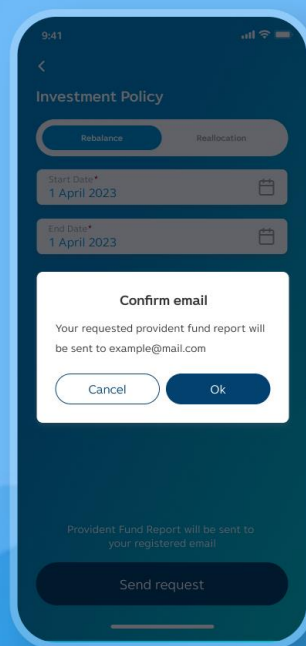 9:41
Investment Policy
Rebalance
Reallocation
Start Date*
1 April 2023
End Date*
1 April 2023
Confirm email
Your requested provident fund report will
be sent to example@mail.com
Cancel
Ok
Provident Fund Report will be sent to
your registered email
Send request